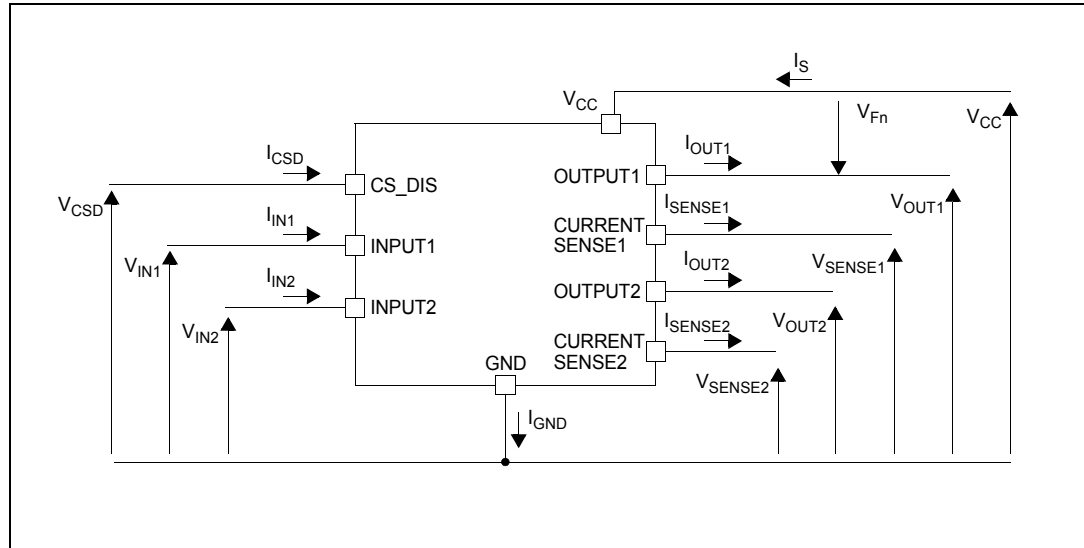 I_S
V_CC
V_Fn
V_CC
I_CSD
I_OUT1
CS_DIS
OUTPUT1
V_CSD
I_IN1
I_SENSE1
V_OUT1
CURRENT
SENSE1
INPUT1
V_IN1
I_IN2
I_OUT2
V_SENSE1
INPUT2
OUTPUT2
V_IN2
I_SENSE2
V_OUT2
CURRENT
SENSE2
GND
V_SENSE2
I_GND